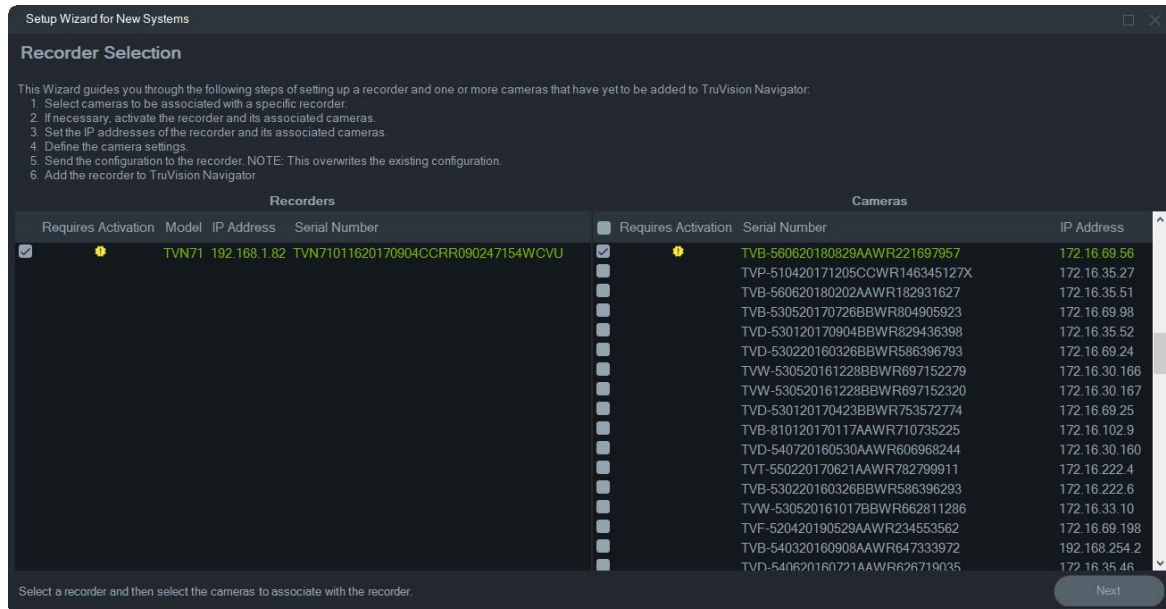 Setup Wizard for New Systems
Recorder Selection
This Wizard guides you through the following steps of setting up a recorder and one or more cameras that have yet to be added to TruVision Navigator:
1. Select cameras to be associated with a specific recorder.
2. If necessary, activate the recorder and its associated cameras.
3. Set the IP addresses of the recorder and its associated cameras.
4. Define the camera settings.
5. Send the configuration to the recorder. NOTE: This overwrites the existing configuration.
6. Add the recorder to TruVision Navigator
Recorders
Requires Activation Model IP Address Serial Number
TVN71 192.168.1.82 TVN71011620170904CCRR090247154WCVU
Cameras
Requires Activation Serial Number IP Address
TVB-560620180829AAWR221697957 172.16.69.56
TVP-510420171205CCWR146345127X 172.16.35.27
TVB-560620180202AAWR182931627 172.16.35.51
TVB-530520170726BBWR804905923 172.16.69.98
TVD-530120170904BBWR829436398 172.16.35.52
TVD-530220160326BBWR586396793 172.16.69.24
TVW-530520161228BBWR697152279 172.16.30.166
TVW-530520161228BBWR697152320 172.16.30.167
TVD-530120170423BBWR753572774 172.16.69.25
TVB-810120170117AAWR710735225 172.16.102.9
TVD-540720160530AAWR606968244 172.16.30.160
TVT-550220170621AAWR782799911 172.16.222.4
TVB-530220160326BBWR586396293 172.16.222.6
TVW-530520161017BBWR662811286 172.16.33.10
TVF-520420190529AAWR234553562 172.16.69.198
TVB-540320160908AAWR647333972 192.168.254.2
TVD-540620160721AAWR626719035 172.16.35.46
Select a recorder and then select the cameras to associate with the recorder.
Next